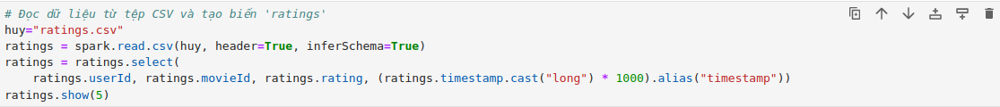 # Đọc dữ liệu từ tệp CSV và tạo biến 'ratings'
huy="ratings.csv"
ratings = spark.read.csv(huy, header=True, inferSchema=True)
ratings = ratings.select(
    ratings.userId, ratings.movieId, ratings.rating, (ratings.timestamp.cast("long") * 1000).alias("timestamp"))
ratings.show(5)